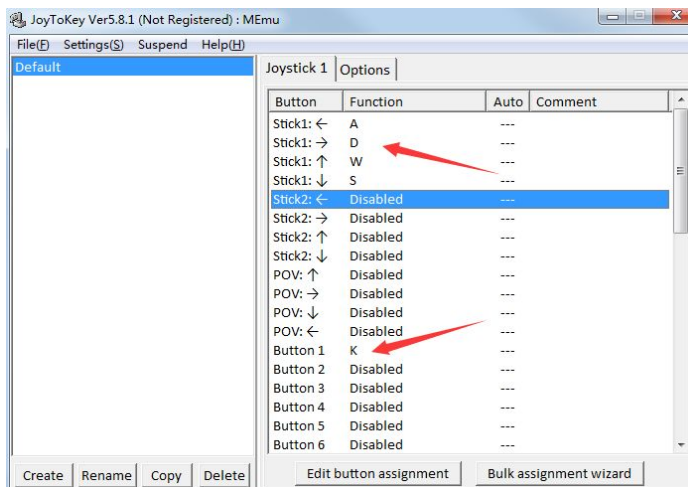 JoyToKey Ver5.8.1 (Not Registered) : MEmu
File(F) Settings(S) Suspend Help(H)
Default
Joystick 1 Options
Button Function Auto Comment
Stick1: ← A ---
Stick1: → D ---
Stick1: ↑ W ---
Stick1: ↓ S ---
Stick2: ← Disabled ---
Stick2: → Disabled ---
Stick2: ↑ Disabled ---
Stick2: ↓ Disabled ---
POV: ↑ Disabled ---
POV: → Disabled ---
POV: ↓ Disabled ---
POV: ← Disabled ---
Button 1 K ---
Button 2 Disabled ---
Button 3 Disabled ---
Button 4 Disabled ---
Button 5 Disabled ---
Button 6 Disabled ---
Create Rename Copy Delete Edit button assignment Bulk assignment wizard